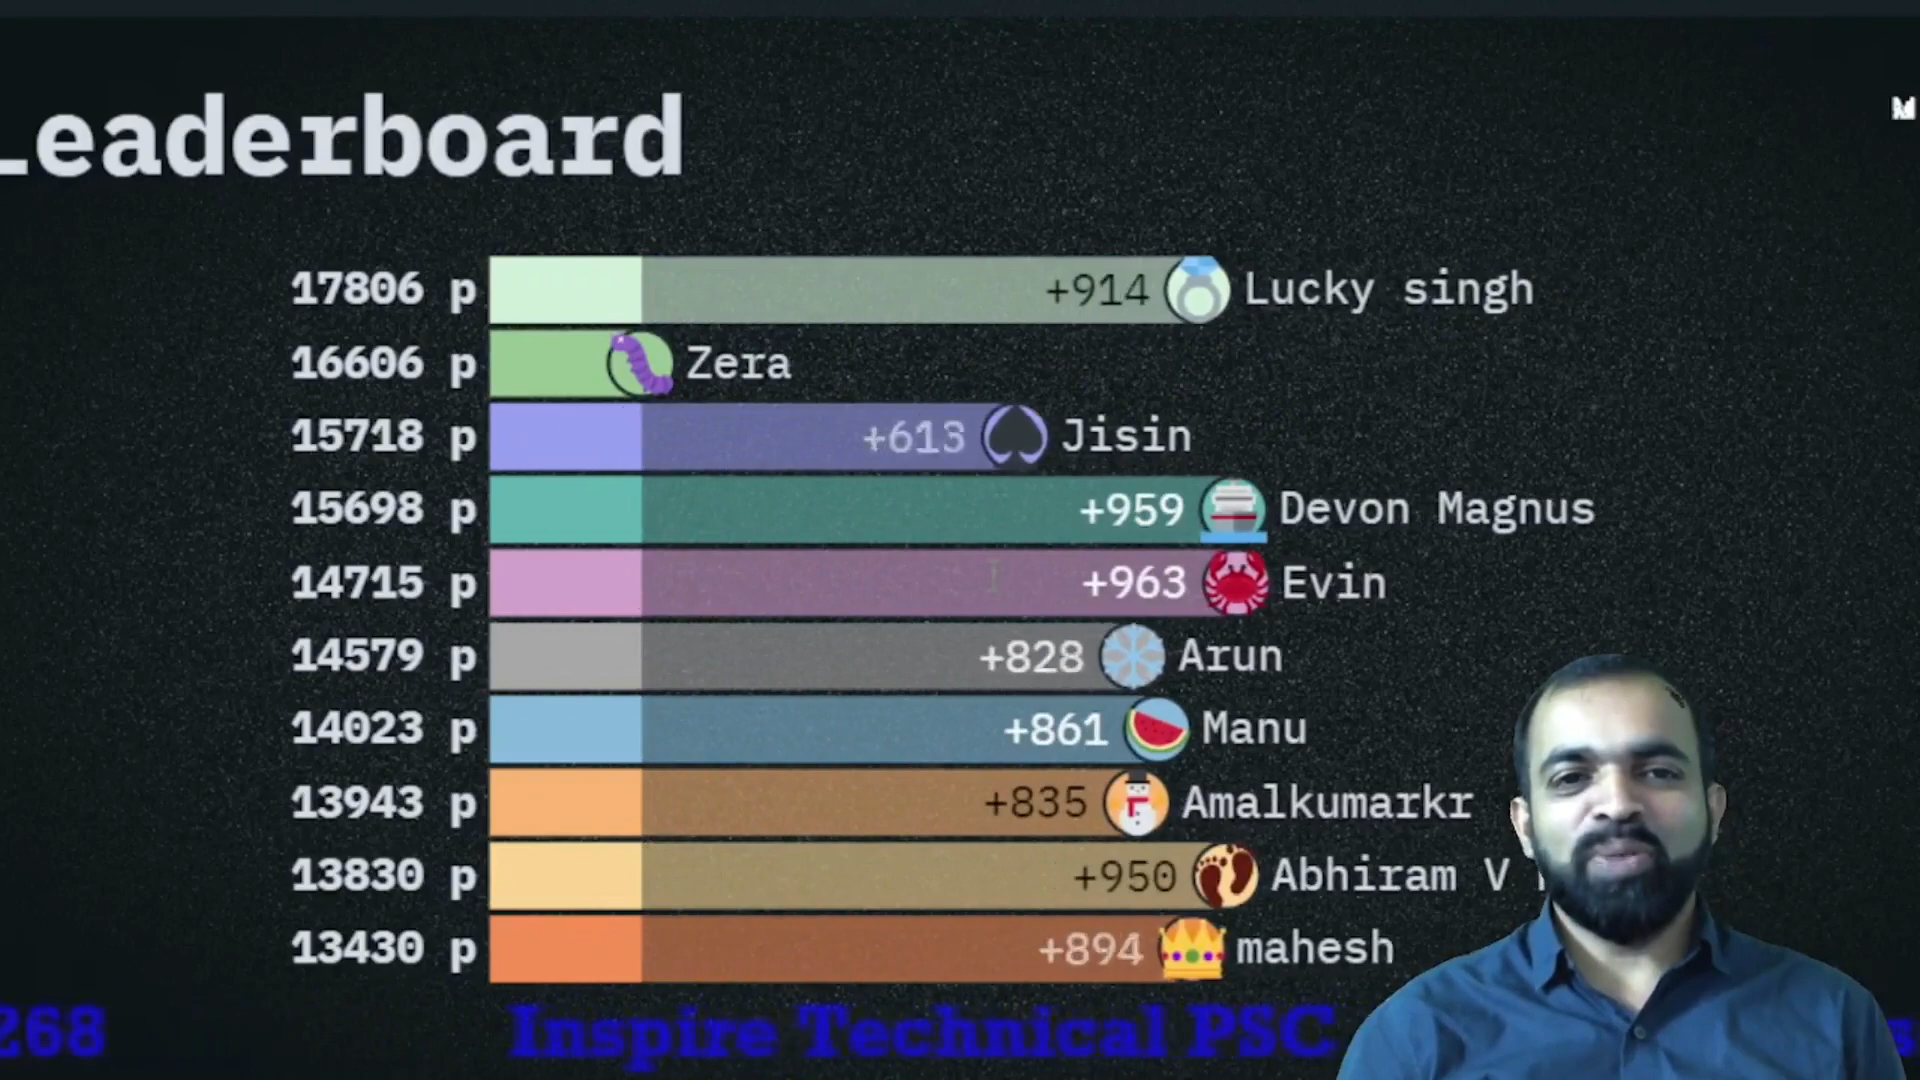 Leaderboard
17806 p +914 Lucky singh
16606 p Zera
15718 p +613 Jisin
15698 p +959 Devon Magnus
14715 p +963 Evin
14579 p +828 Arun
14023 p +861 Manu
13943 p +835 Amalkumarkr
13830 p +950 Abhiram V
13430 p +894 mahesh
268 Inspire Technical PSC